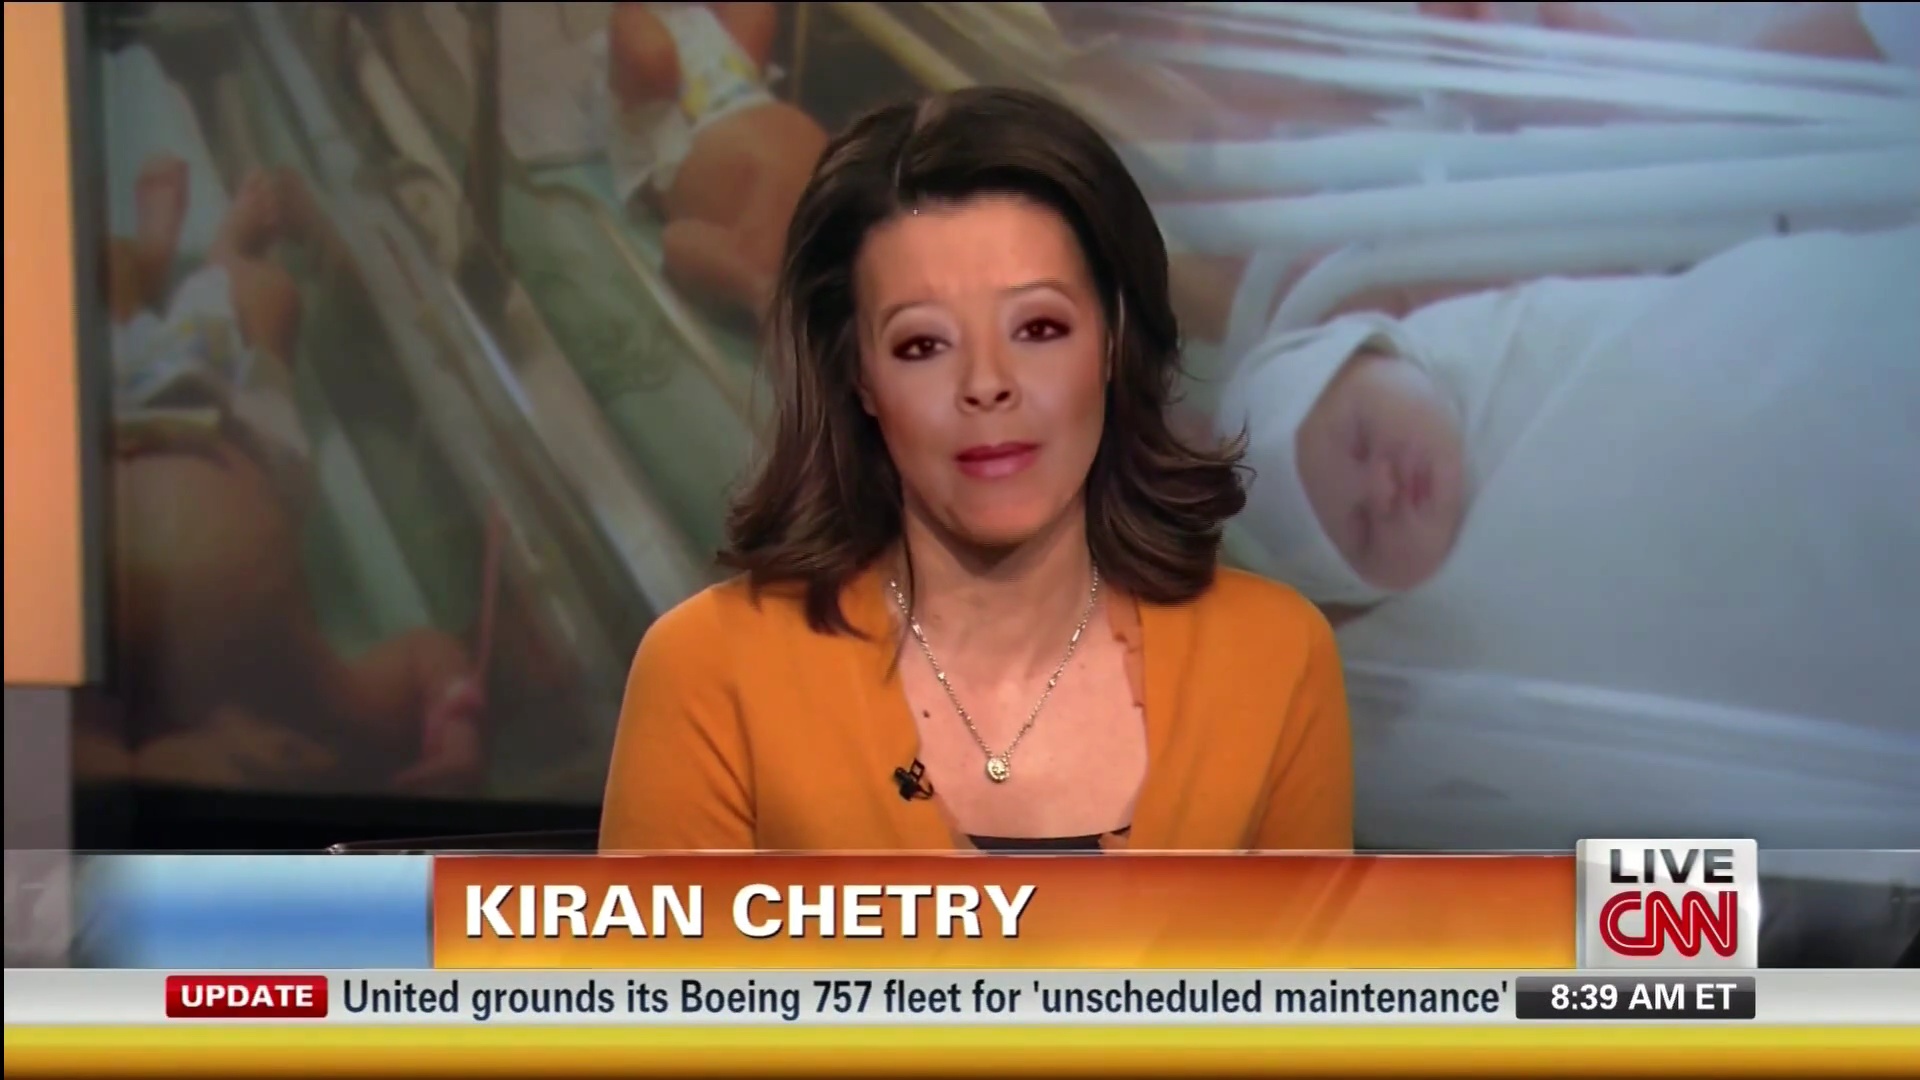 KIRAN CHETRY
LIVE
CNN
UPDATE United grounds its Boeing 757 fleet for 'unscheduled maintenance' 8:39 AM ET